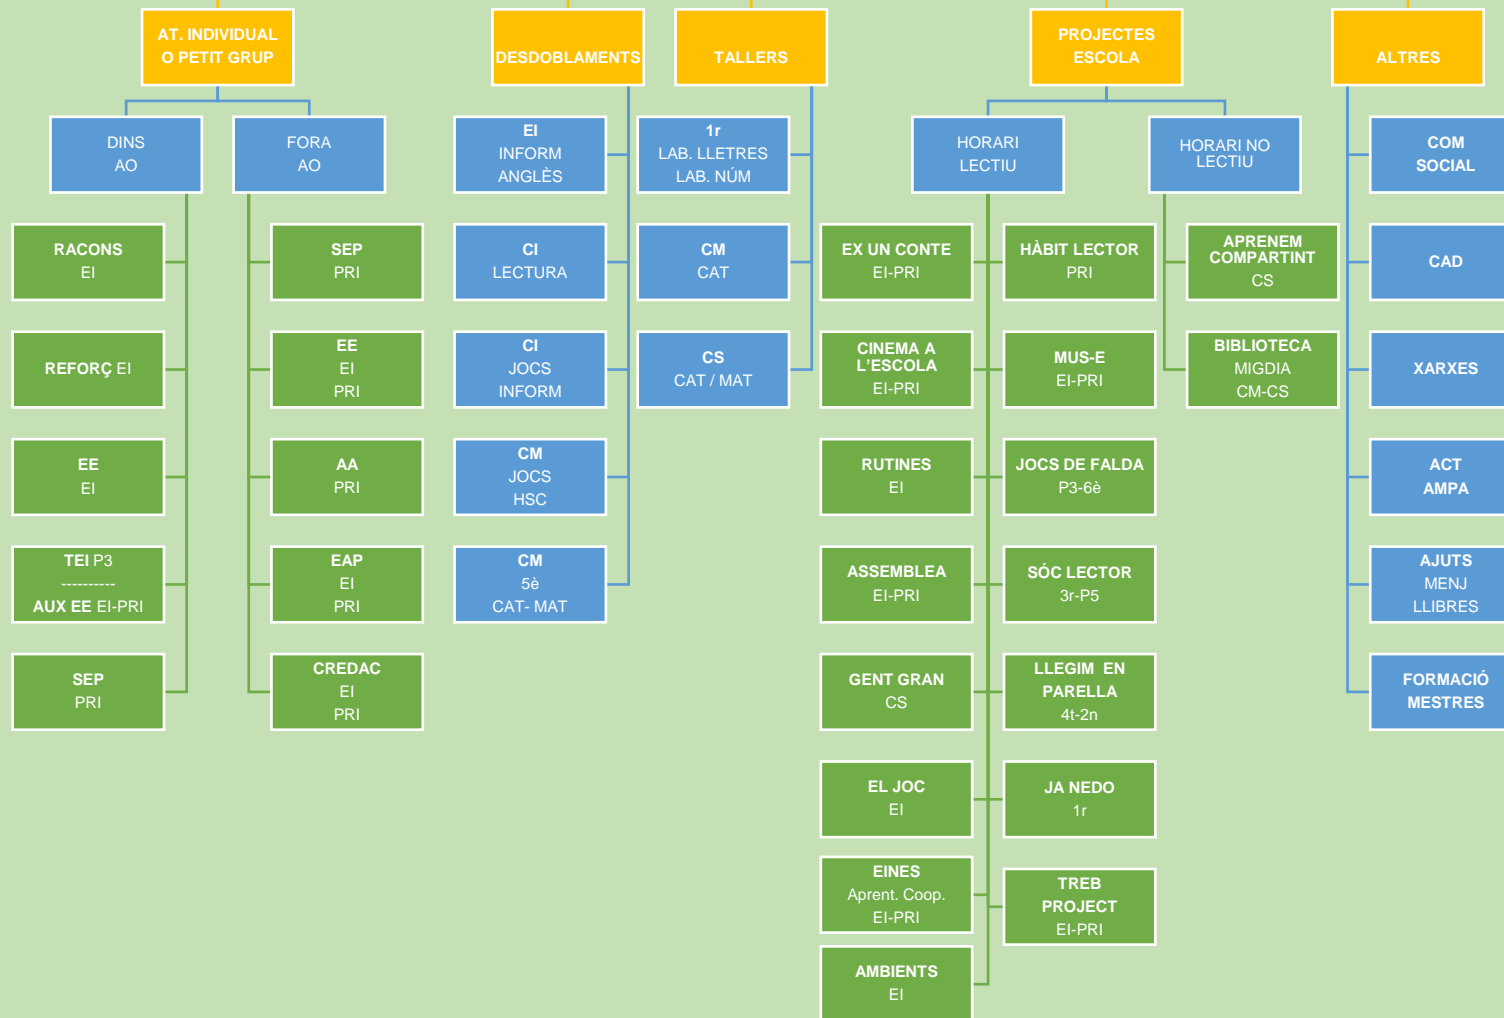 AT. INDIVIDUAL
O PETIT GRUP
DESDOBLAMENTS
TALLERS
PROJECTES
ESCOLA
ALTRES
DINS
AO
FORA
AO
EI
INFORM
ANGLÈS
1r
LAB. LLETRES
LAB. NÚM
HORARI
LECTIU
HORARI NO
LECTIU
COM
SOCIAL
RACONS
EI
SEP
PRI
CI
LECTURA
CM
CAT
EX UN CONTE
EI-PRI
HÀBIT LECTOR
PRI
APRENEM
COMPARTINT
CS
CAD
REFORÇ EI
EE
EI
PRI
CI
JOCS
INFORM
CS
CAT / MAT
CINEMA A
L'ESCOLA
EI-PRI
MUS-E
EI-PRI
BIBLIOTECA
MIGDIA
CM-CS
XARXES
EE
EI
AA
PRI
CM
JOCS
HSC
RUTINES
EI
JOCS DE FALDA
P3-6è
ACT
AMPA
TEI P3
----------
AUX EE EI-PRI
EAP
EI
PRI
CM
5è
CAT- MAT
ASSEMBLEA
EI-PRI
SÓC LECTOR
3r-P5
AJUTS
MENJ
LLIBRES
SEP
PRI
CREDAC
EI
PRI
GENT GRAN
CS
LLEGIM EN
PARELLA
4t-2n
FORMACIÓ
MESTRES
EL JOC
EI
JA NEDO
1r
EINES
Aprent. Coop.
EI-PRI
TREB
PROJECT
EI-PRI
AMBIENTS
EI